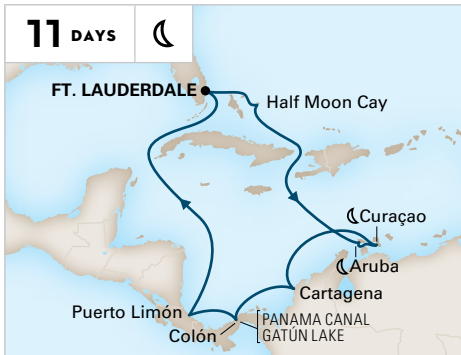 11 DAYS
FT. LAUDERDALE
Half Moon Cay
Curaçao
Aruba
Cartagena
Puerto Limón
Colón
PANAMA CANAL
GATÚN LAKE